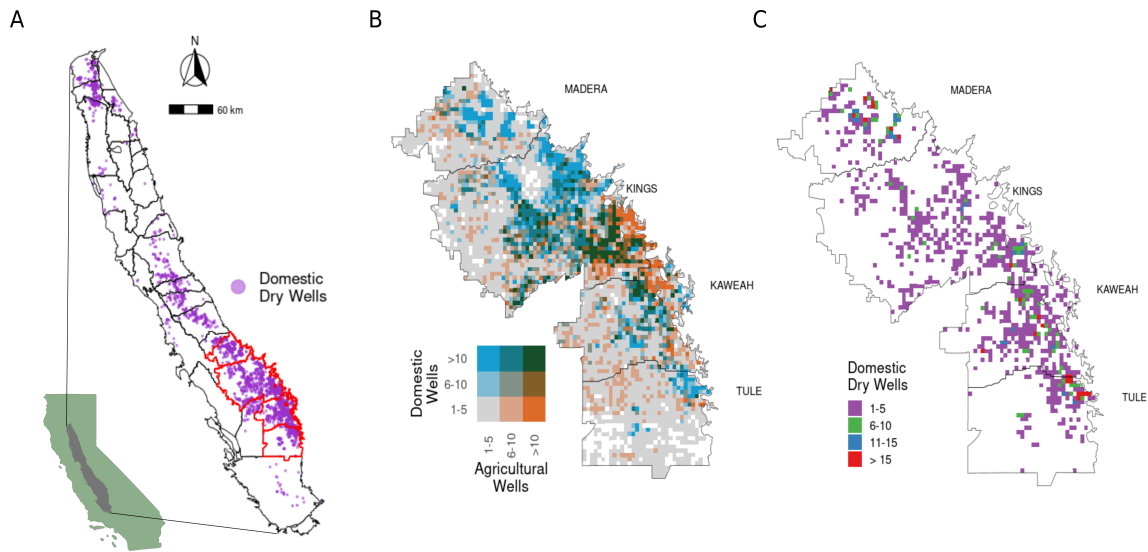 A
B
C
N
60 km
Domestic
Dry Wells
MADERA
KINGS
KAWEAH
TULE
Domestic
Wells
>10
6-10
1-5
1-5
6-10
>10
Agricultural
Wells
MADERA
KINGS
KAWEAH
TULE
Domestic
Dry Wells
1-5
6-10
11-15
> 15